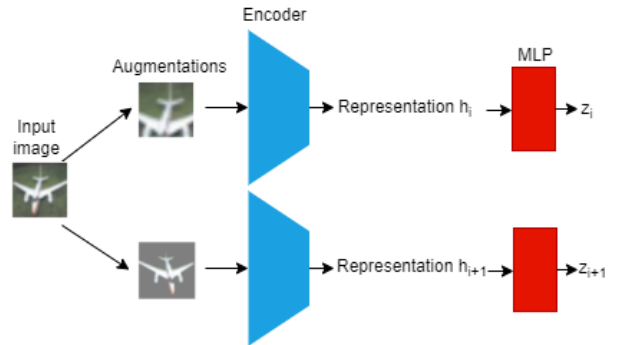 Encoder
MLP
Augmentations
Representation hᵢ
zᵢ
Input
image
Representation hᵢ₊₁
zᵢ₊₁